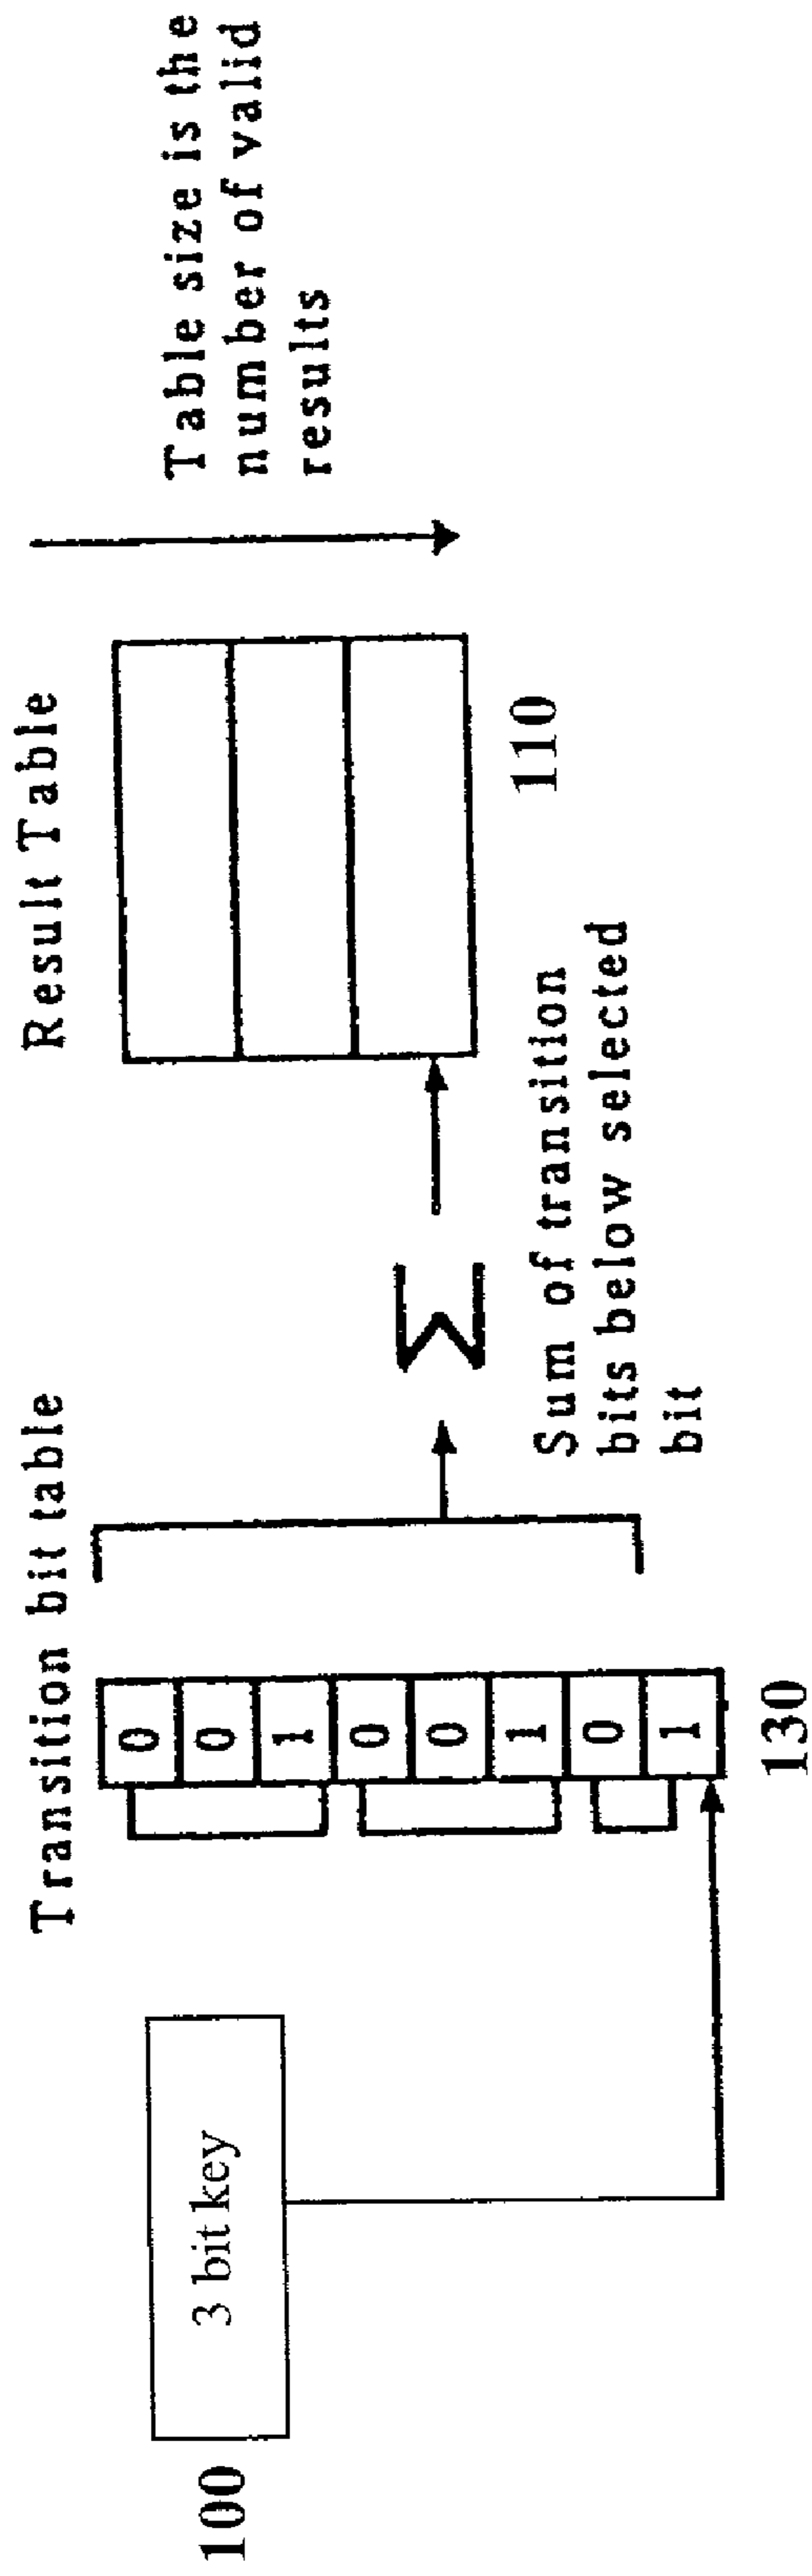 100
3 bit key
Transition bit table
0
0
1
0
0
1
0
1
130
Σ
Sum of transition
bits below selected
bit
Result Table
110
Table size is the
number of valid
results